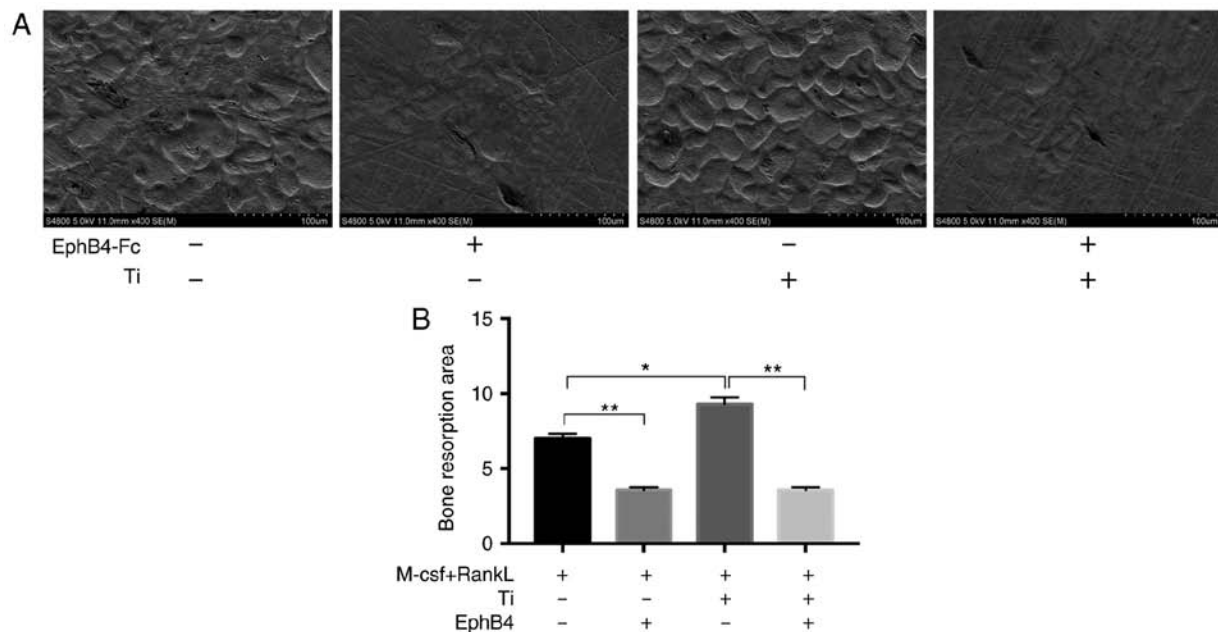 A
S4800 5.0kV 11.0mm x400 SE(M) 100um
S4800 5.0kV 11.0mm x400 SE(M) 100um
S4800 5.0kV 11.0mm x400 SE(M) 100um
S4800 5.0kV 11.0mm x400 SE(M) 100um
EphB4-Fc − + − +
Ti − − + +
B
Bone resorption area
15
10
5
0
* **
**
M-csf+RankL + + + +
Ti − − + +
EphB4 − + − +